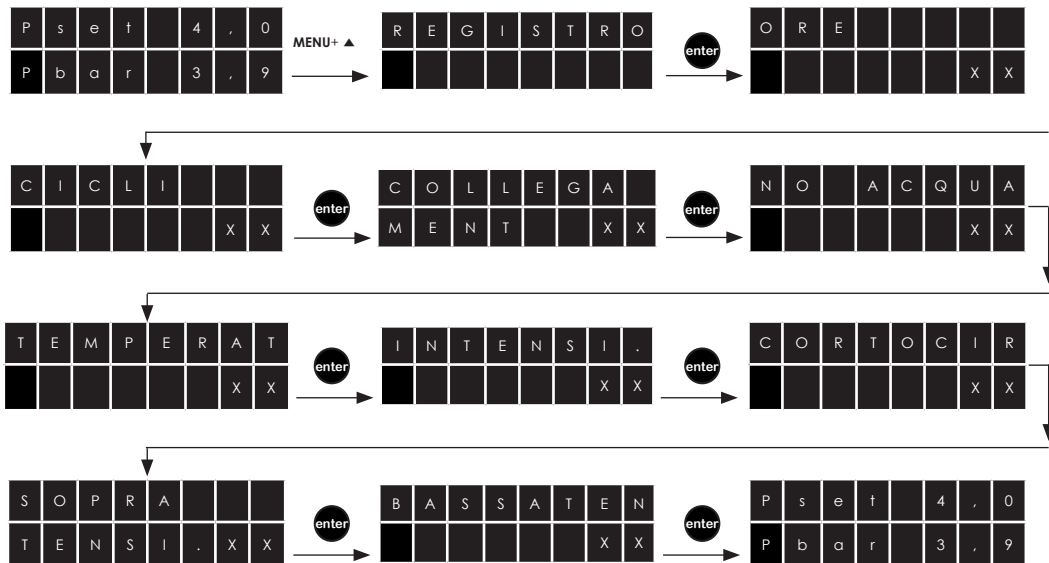 Pset 4,0
Pbar 3,9
MENU+ ▲
REGISTRO
enter
ORE
XX
CICLI
XX
enter
COLLEGA
MENT XX
enter
NO ACQUA
XX
TEMPERAT
XX
enter
INTENSI.
XX
enter
CORTOCIR
XX
SOPRA
TENSI.XX
enter
BASSATEN
XX
enter
Pset 4,0
Pbar 3,9